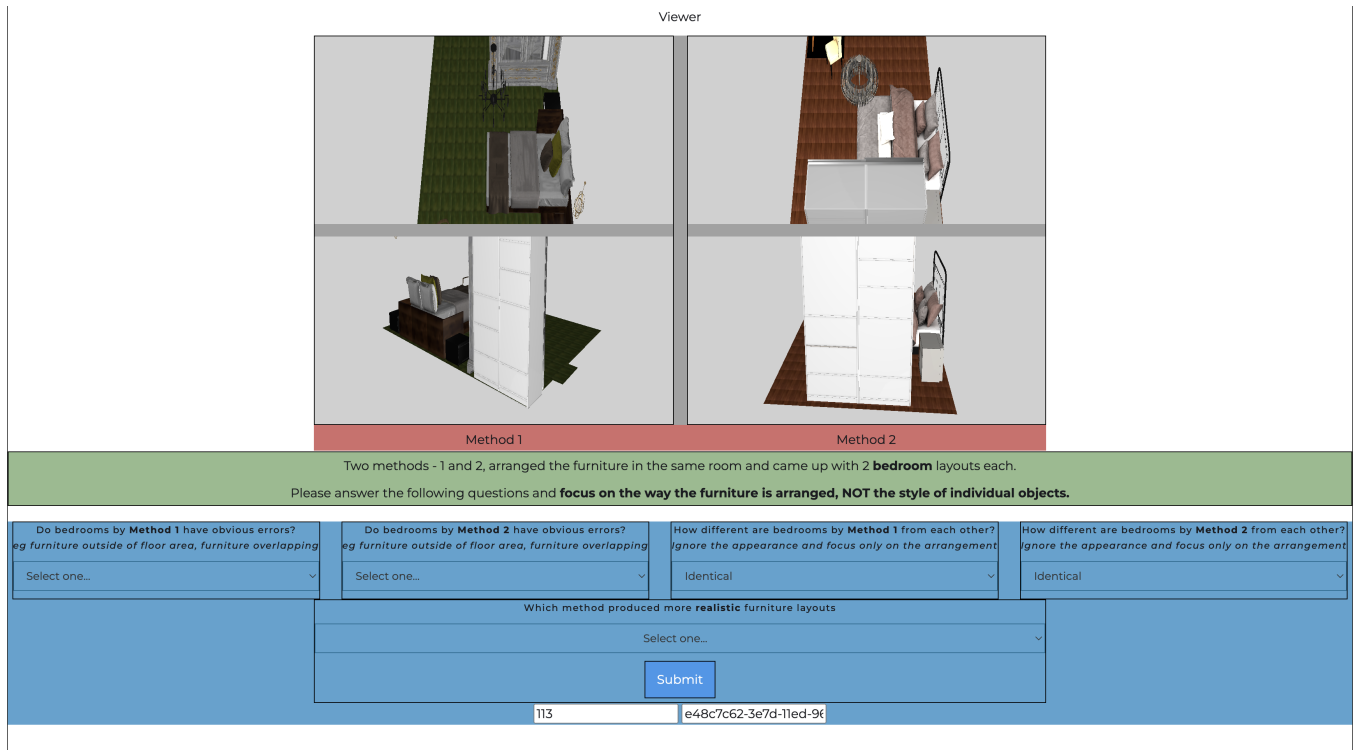 Viewer
Method 1
Method 2
Two methods - 1 and 2, arranged the furniture in the same room and came up with 2 bedroom layouts each.
Please answer the following questions and focus on the way the furniture is arranged, NOT the style of individual objects.
Do bedrooms by Method 1 have obvious errors?
eg furniture outside of floor area, furniture overlapping
Select one...
Do bedrooms by Method 2 have obvious errors?
eg furniture outside of floor area, furniture overlapping
Select one...
How different are bedrooms by Method 1 from each other?
Ignore the appearance and focus only on the arrangement
Identical
How different are bedrooms by Method 2 from each other?
Ignore the appearance and focus only on the arrangement
Identical
Which method produced more realistic furniture layouts
Select one...
Submit
113
e48c7c62-3e7d-11ed-96